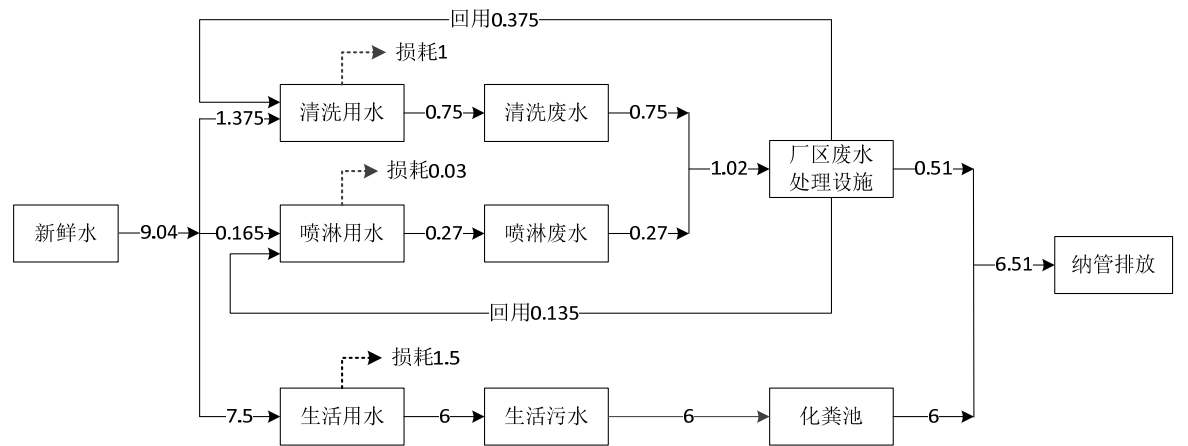 回用0.375
损耗1
1.375
清洗用水
0.75
清洗废水
0.75
厂区废水
处理设施
1.02
0.51
损耗0.03
新鲜水
9.04
0.165
喷淋用水
0.27
喷淋废水
0.27
6.51
纳管排放
回用0.135
损耗1.5
7.5
生活用水
6
生活污水
6
化粪池
6